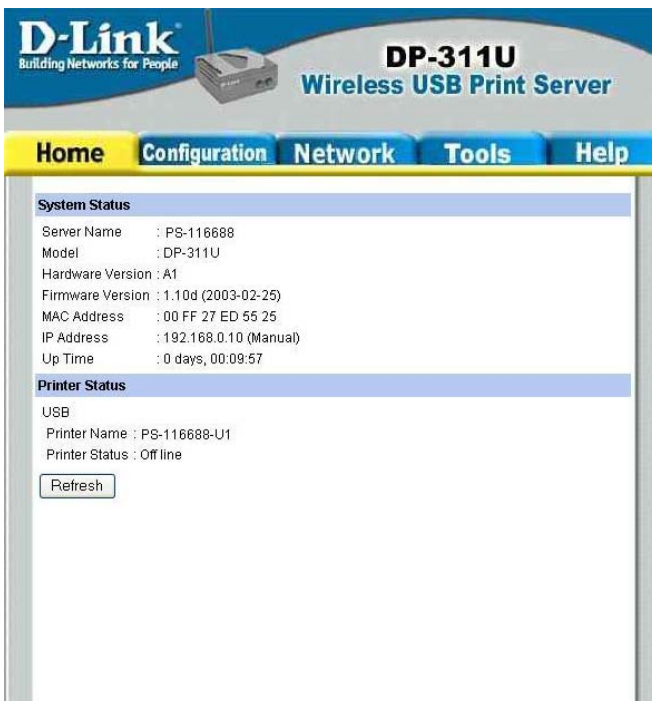 D-Link
Building Networks for People
DP-311U
Wireless USB Print Server
Home Configuration Network Tools Help
System Status
Server Name : PS-116688
Model : DP-311U
Hardware Version : A1
Firmware Version : 1.10d (2003-02-25)
MAC Address : 00 FF 27 ED 55 25
IP Address : 192.168.0.10 (Manual)
Up Time : 0 days, 00:09:57
Printer Status
USB
Printer Name : PS-116688-U1
Printer Status : Off line
Refresh